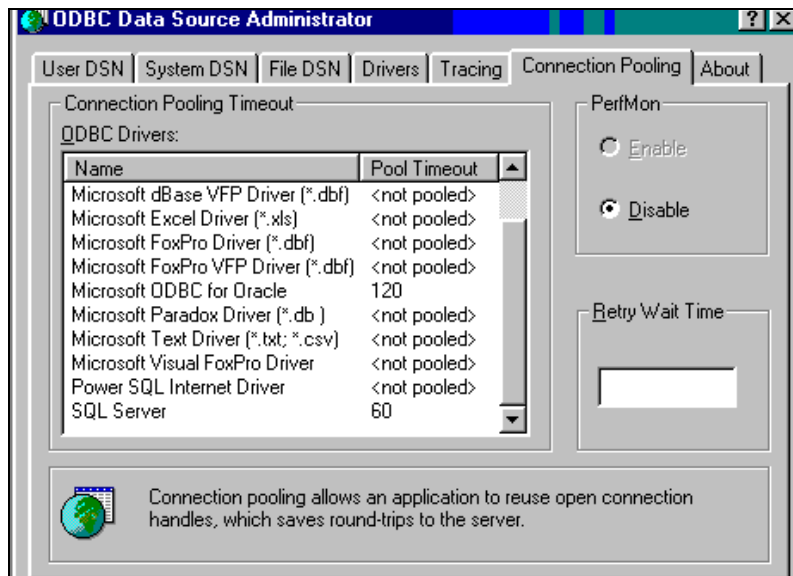 ODBC Data Source Administrator
User DSN System DSN File DSN Drivers Tracing Connection Pooling About
Connection Pooling Timeout
ODBC Drivers:
Name Pool Timeout
Microsoft dBase VFP Driver (*.dbf) <not pooled>
Microsoft Excel Driver (*.xls) <not pooled>
Microsoft FoxPro Driver (*.dbf) <not pooled>
Microsoft FoxPro VFP Driver (*.dbf) <not pooled>
Microsoft ODBC for Oracle 120
Microsoft Paradox Driver (*.db ) <not pooled>
Microsoft Text Driver (*.txt; *.csv) <not pooled>
Microsoft Visual FoxPro Driver <not pooled>
Power SQL Internet Driver <not pooled>
SQL Server 60
PerfMon
Enable
Disable
Retry Wait Time
Connection pooling allows an application to reuse open connection
handles, which saves round-trips to the server.